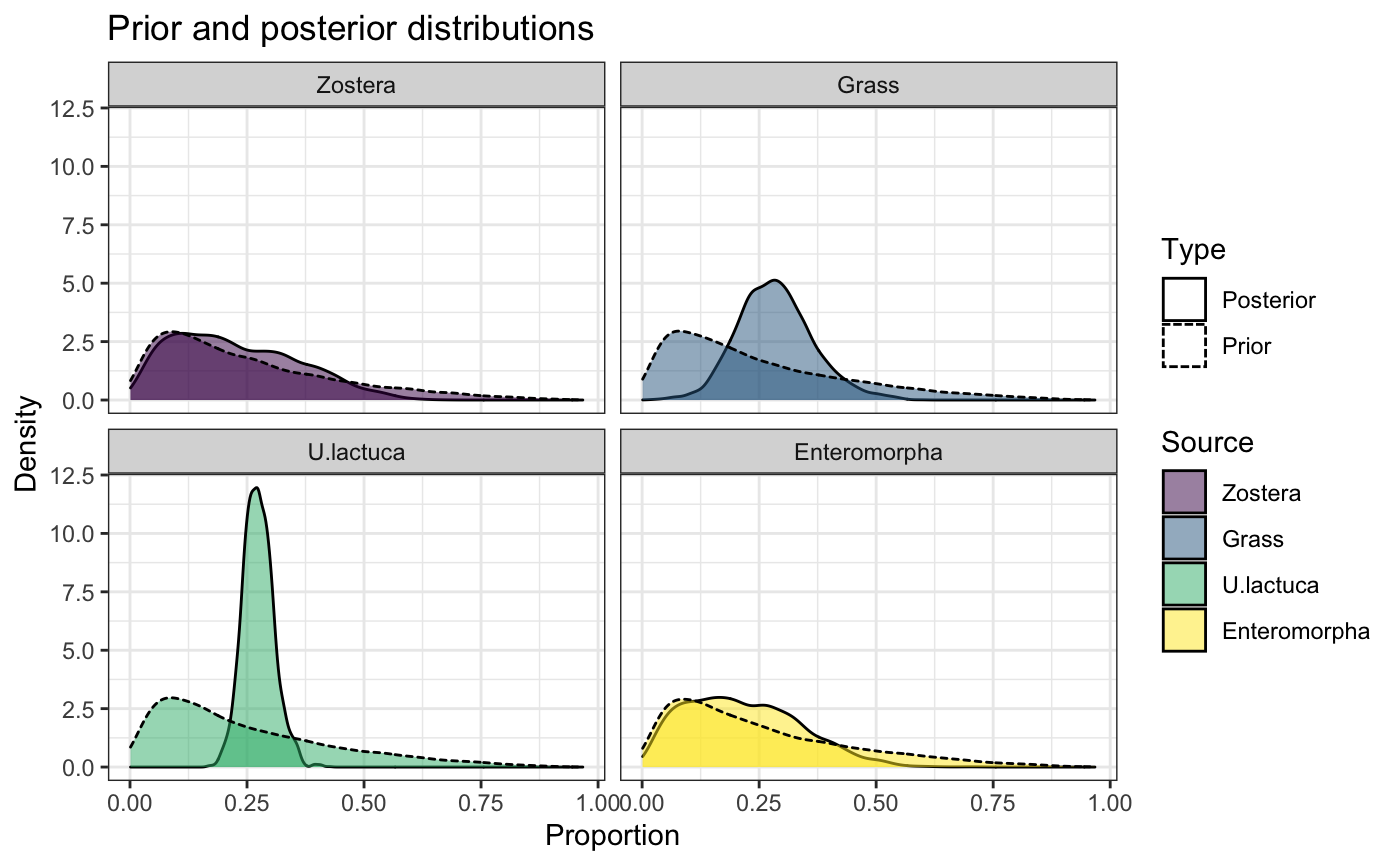 Prior and posterior distributions
Zostera
Grass
12.5
10.0
7.5
5.0
2.5
0.0
U.lactuca
Enteromorpha
12.5
10.0
7.5
5.0
2.5
0.0
0.00
0.25
0.50
0.75
1.00
0.00
0.25
0.50
0.75
1.00
Proportion
Density
Type
Posterior
Prior
Source
Zostera
Grass
U.lactuca
Enteromorpha